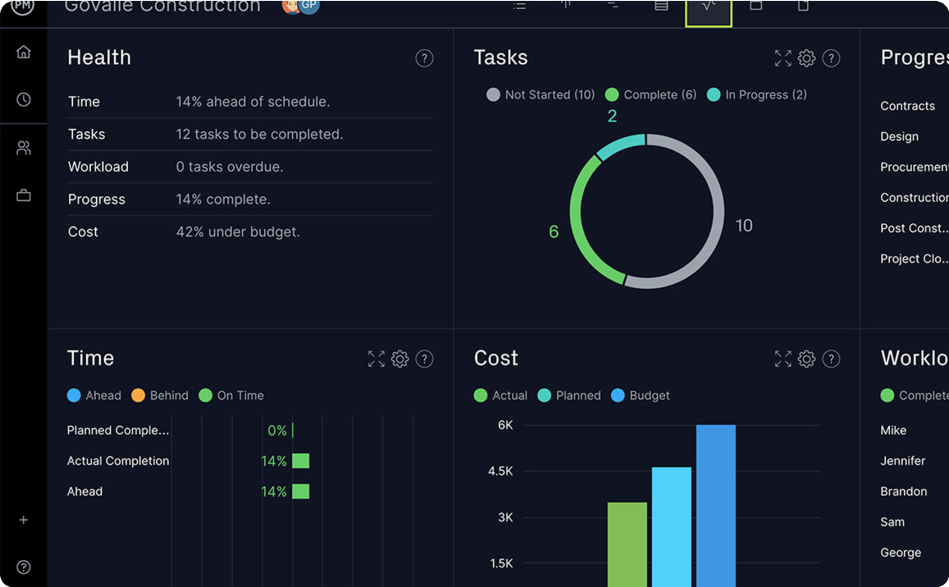 PM
Govalle Construction
GP
Health
?
Time 14% ahead of schedule.
Tasks 12 tasks to be completed.
Workload 0 tasks overdue.
Progress 14% complete.
Cost 42% under budget.
Tasks
?
Not Started (10) Complete (6) In Progress (2)
2
6
10
Progres
Contracts
Design
Procuremen
Construction
Post Const...
Project Clo...
Time
?
Ahead Behind On Time
Planned Comple... 0%
Actual Completion 14%
Ahead 14%
Cost
?
Actual Planned Budget
6K
4.5K
3K
1.5K
Worklo
Complete
Mike
Jennifer
Brandon
Sam
George
+
?